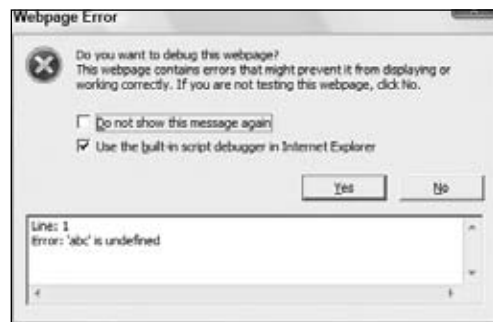 Webpage Error
Do you want to debug this webpage?
This webpage contains errors that might prevent it from displaying or
working correctly. If you are not testing this webpage, click No.
Do not show this message again
Use the built-in script debugger in Internet Explorer
Yes
No
Line: 1
Error: 'abc' is undefined